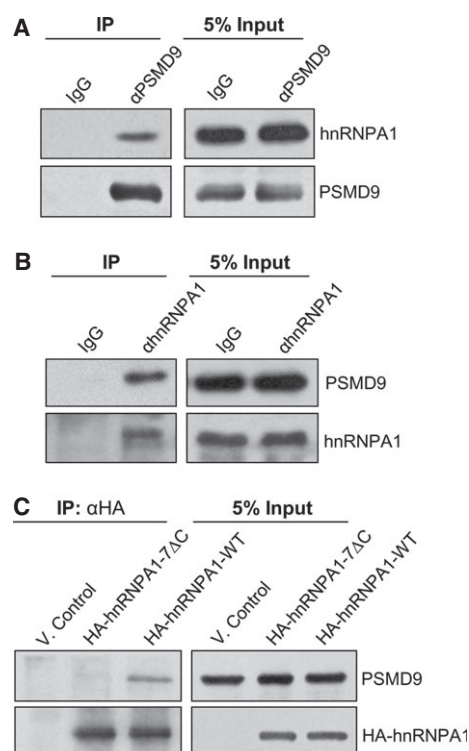 A
IP
5% Input
IgG
αPSMD9
IgG
αPSMD9
hnRNPA1
PSMD9
B
IP
5% Input
IgG
αhnRNPA1
IgG
αhnRNPA1
PSMD9
hnRNPA1
C
IP: αHA
5% Input
V. Control
HA-hnRNPA1-7ΔC
HA-hnRNPA1-WT
V. Control
HA-hnRNPA1-7ΔC
HA-hnRNPA1-WT
PSMD9
HA-hnRNPA1